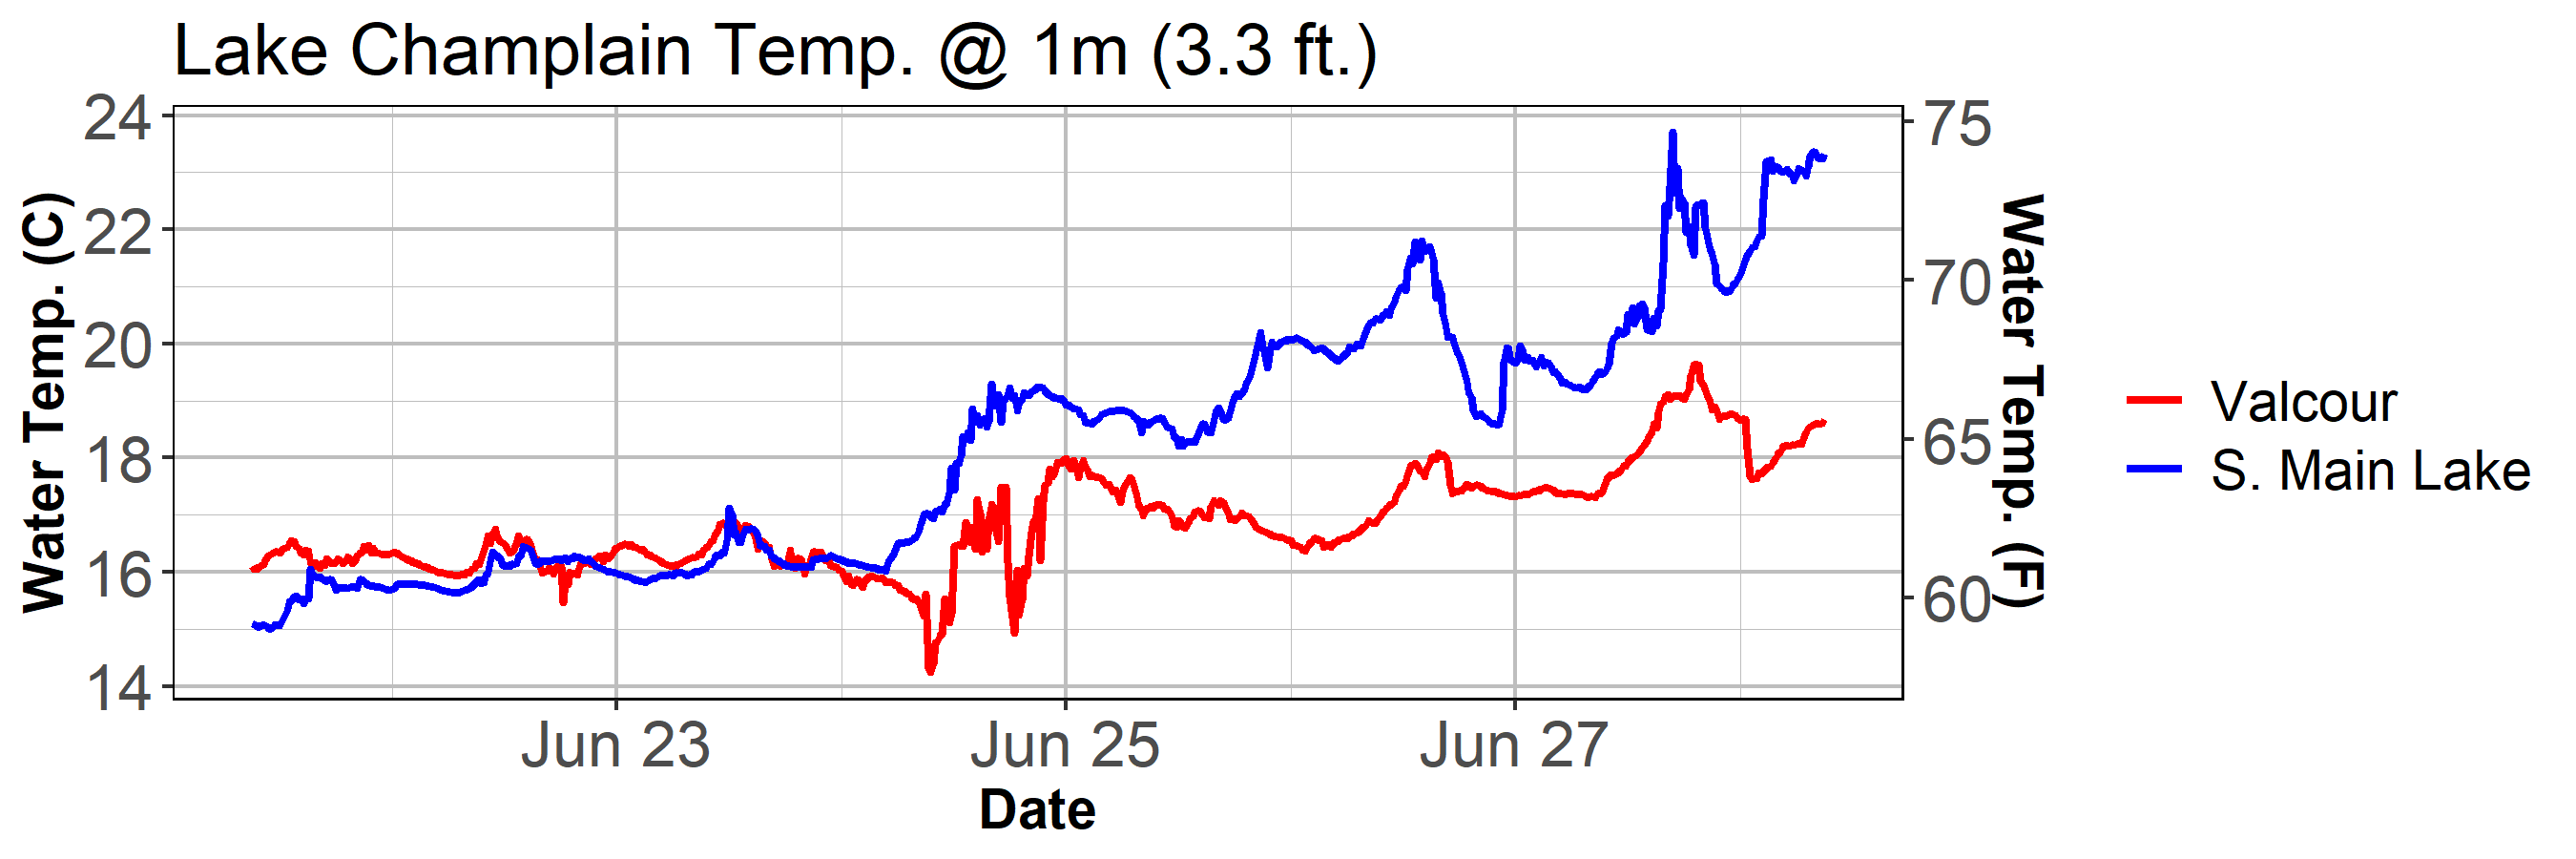 Lake Champlain Temp. @ 1m (3.3 ft.)
Water Temp. (C)
24
22
20
18
16
14
75
70
65
60
Water Temp. (F)
Jun 23
Jun 25
Jun 27
Date
Valcour
S. Main Lake